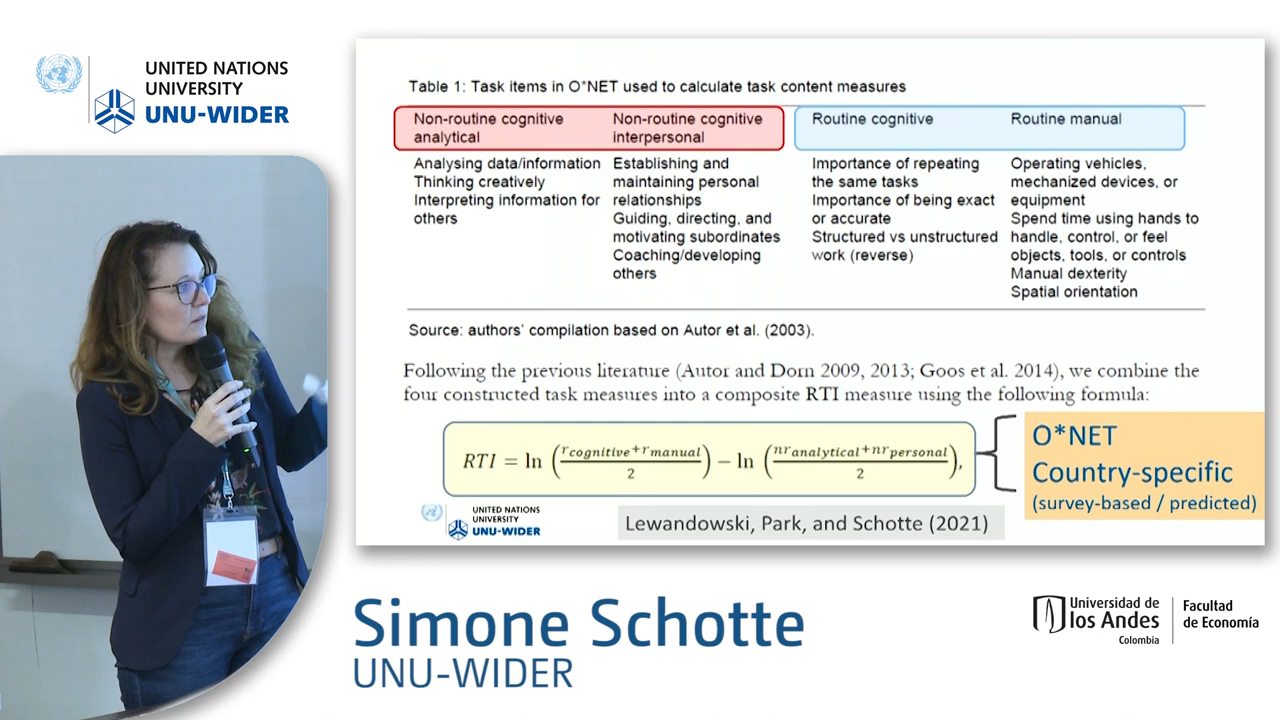 UNITED NATIONS
UNIVERSITY
UNU-WIDER
Table 1: Task items in O*NET used to calculate task content measures
Non-routine cognitive analytical
Non-routine cognitive interpersonal
Routine cognitive
Routine manual
Analysing data/information
Thinking creatively
Interpreting information for
others
Establishing and
maintaining personal
relationships
Guiding, directing, and
motivating subordinates
Coaching/developing
others
Importance of repeating
the same tasks
Importance of being exact
or accurate
Structured vs unstructured
work (reverse)
Operating vehicles,
mechanized devices, or
equipment
Spend time using hands to
handle, control, or feel
objects, tools, or controls
Manual dexterity
Spatial orientation
Source: authors' compilation based on Autor et al. (2003).
Following the previous literature (Autor and Dorn 2009, 2013; Goos et al. 2014), we combine the
four constructed task measures into a composite RTI measure using the following formula:
RTI = ln (r_cognitive + r_manual / 2) − ln (nr_analytical + nr_personal / 2),
O*NET
Country-specific
(survey-based / predicted)
UNITED NATIONS
UNIVERSITY
UNU-WIDER
Lewandowski, Park, and Schotte (2021)
Simone Schotte
UNU-WIDER
Universidad de
los Andes
Colombia
Facultad
de Economía